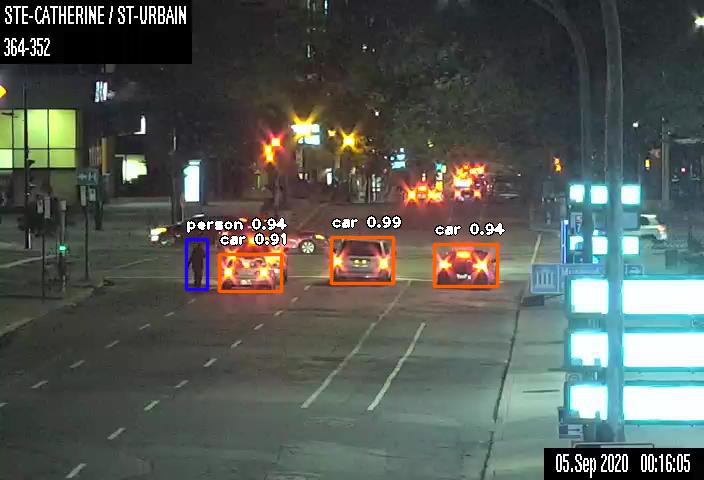 STE-CATHERINE / ST-URBAIN
364-352
person 0.94
car 0.91
car 0.99
car 0.94
05.Sep 2020 00:16:05